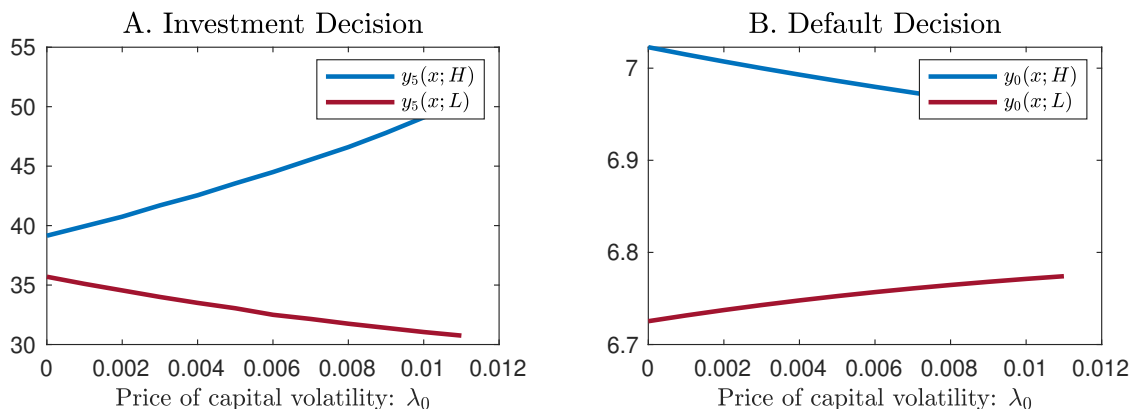 A. Investment Decision
55
50
45
40
35
30
0 0.002 0.004 0.006 0.008 0.01 0.012
y₅(x; H)
y₅(x; L)
Price of capital volatility: λ₀
B. Default Decision
7
6.9
6.8
6.7
0 0.002 0.004 0.006 0.008 0.01 0.012
y₀(x; H)
y₀(x; L)
Price of capital volatility: λ₀